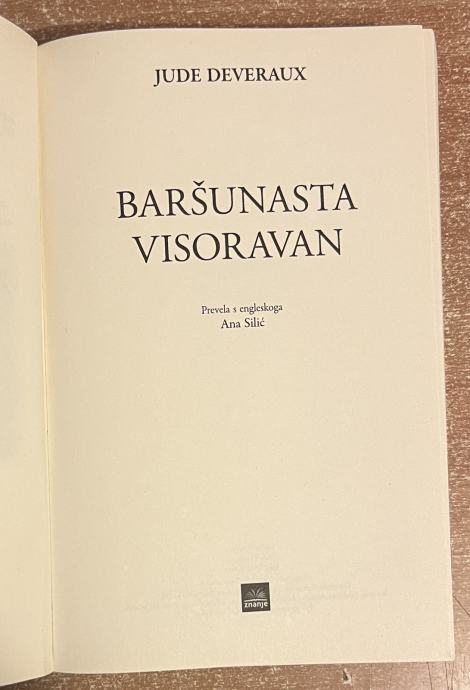 JUDE DEVERAUX
BARŠUNASTA
VISORAVAN
Prevela s engleskoga
Ana Silić
znanje